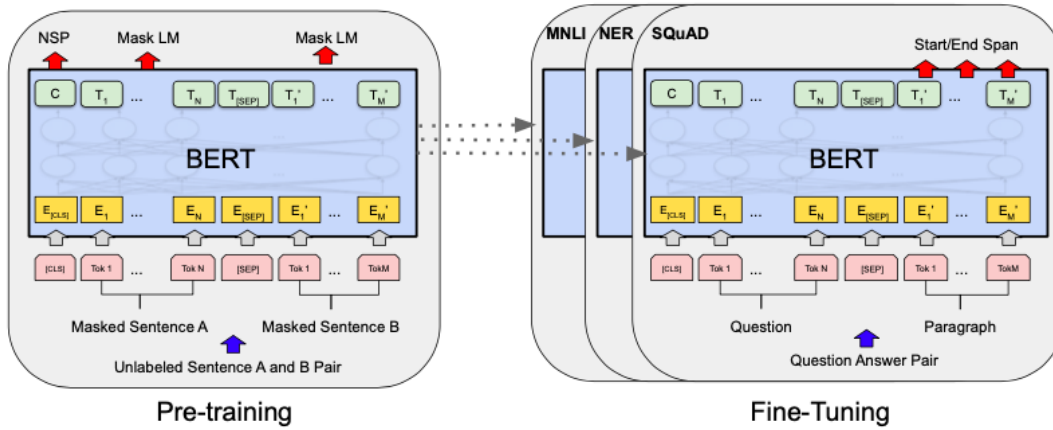 NSP Mask LM Mask LM
C T1 ... TN T[SEP] T1' ... TM'
BERT
E[CLS] E1 ... EN E[SEP] E1' ... EM'
[CLS] Tok 1 ... Tok N [SEP] Tok 1 ... TokM
Masked Sentence A Masked Sentence B
Unlabeled Sentence A and B Pair
Pre-training
MNLI NER SQuAD
Start/End Span
C T1 ... TN T[SEP] T1' ... TM'
BERT
E[CLS] E1 ... EN E[SEP] E1' ... EM'
[CLS] Tok 1 ... Tok N [SEP] Tok 1 ... TokM
Question Paragraph
Question Answer Pair
Fine-Tuning